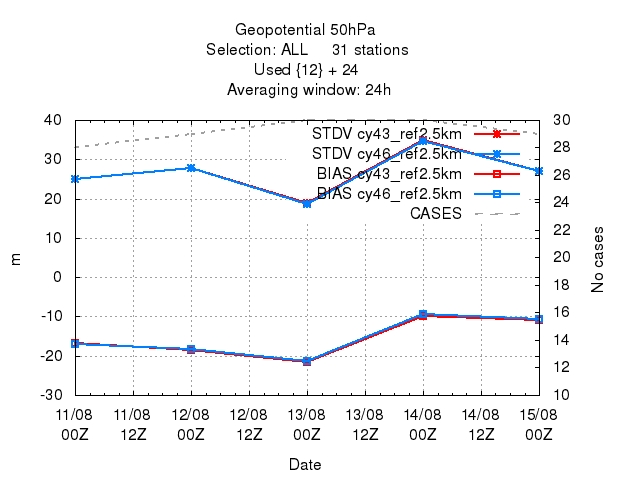 Geopotential 50hPa
Selection: ALL 31 stations
Used {12} + 24
Averaging window: 24h
STDV cy43_ref2.5km
STDV cy46_ref2.5km
BIAS cy43_ref2.5km
BIAS cy46_ref2.5km
CASES
40
30
20
10
0
-10
-20
-30
m
30
28
26
24
22
20
18
16
14
12
10
No cases
11/08 11/08 12/08 12/08 13/08 13/08 14/08 14/08 15/08
00Z 12Z 00Z 12Z 00Z 12Z 00Z 12Z 00Z
Date